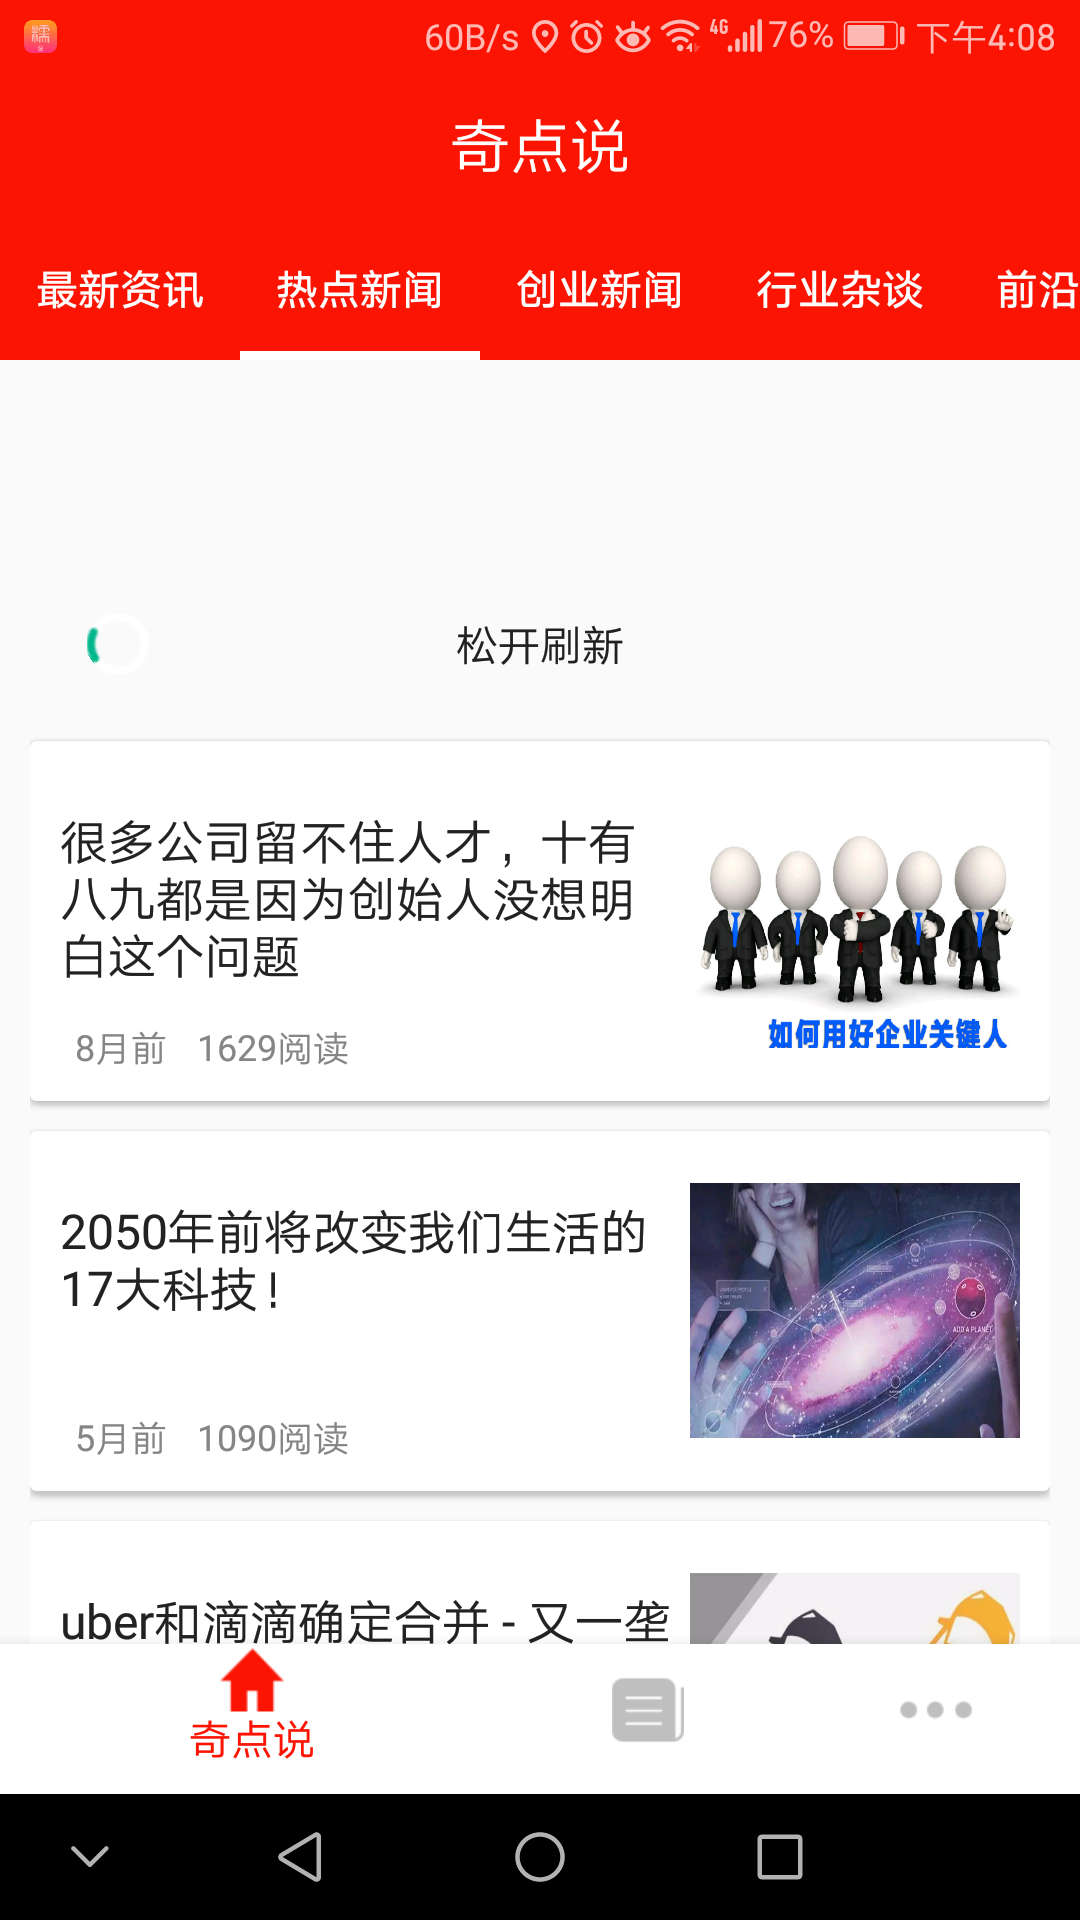 60B/s 4G 76% 下午4:08
奇点说
最新资讯 热点新闻 创业新闻 行业杂谈 前沿
松开刷新
很多公司留不住人才，十有
八九都是因为创始人没想明
白这个问题
如何用好企业关键人
8月前 1629阅读
2050年前将改变我们生活的
17大科技！
ADD A PLANET
5月前 1090阅读
uber和滴滴确定合并 - 又一垄
奇点说